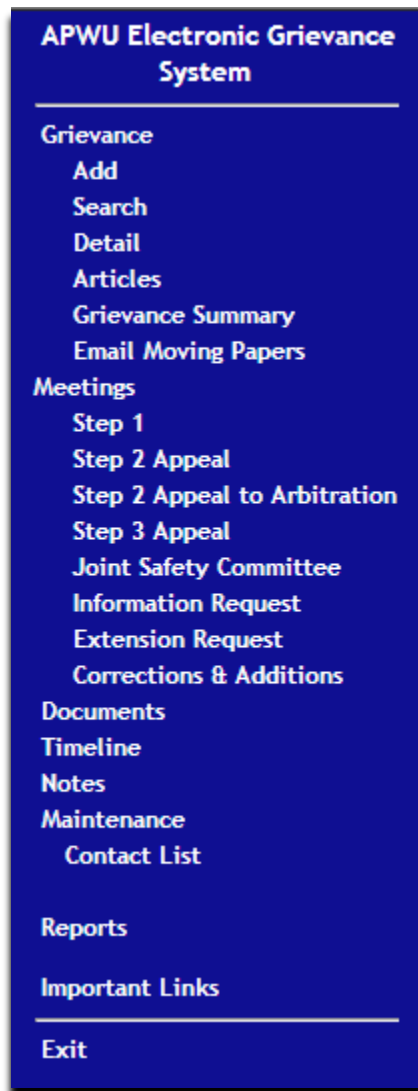 APWU Electronic Grievance
System
Grievance
Add
Search
Detail
Articles
Grievance Summary
Email Moving Papers
Meetings
Step 1
Step 2 Appeal
Step 2 Appeal to Arbitration
Step 3 Appeal
Joint Safety Committee
Information Request
Extension Request
Corrections & Additions
Documents
Timeline
Notes
Maintenance
Contact List
Reports
Important Links
Exit